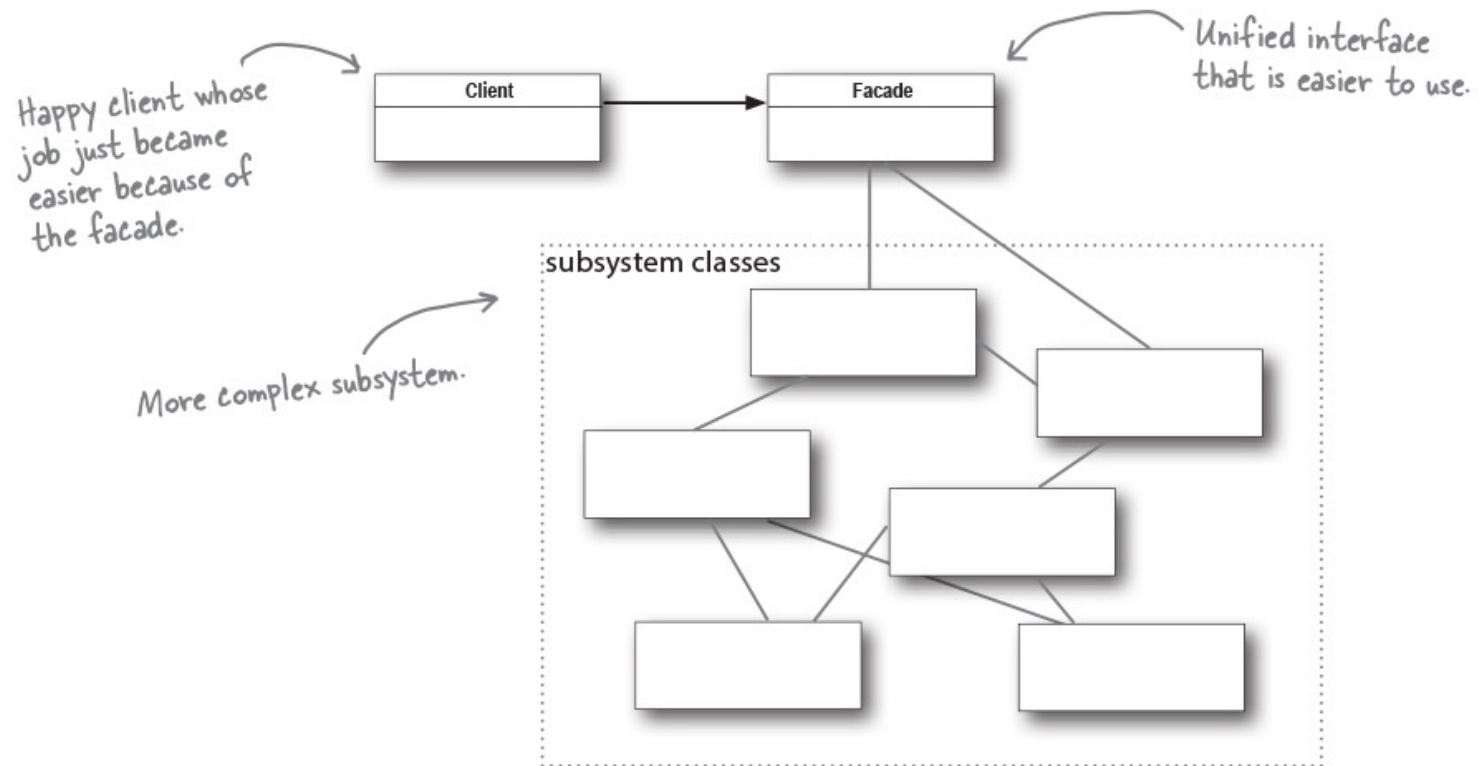 Client
Facade
Unified interface
that is easier to use.
Happy client whose
job just became
easier because of
the facade.
subsystem classes
More complex subsystem.